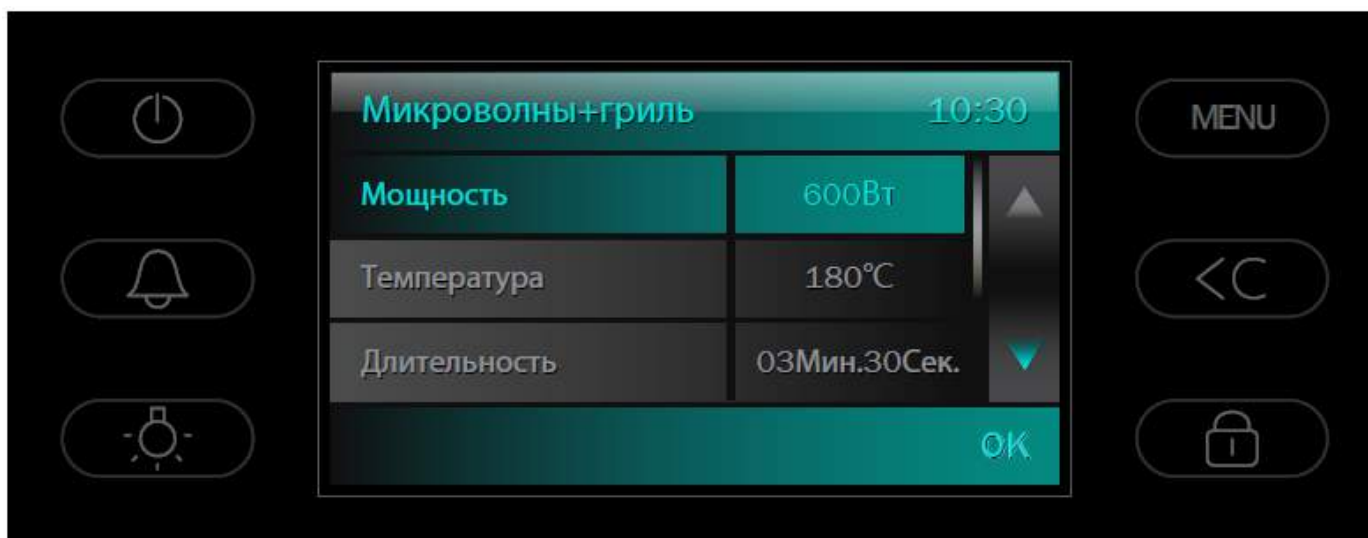 Микроволны+гриль 10:30
MENU
Мощность 600Вт
Температура 180℃
<C
Длительность 03Мин.30Сек.
OK